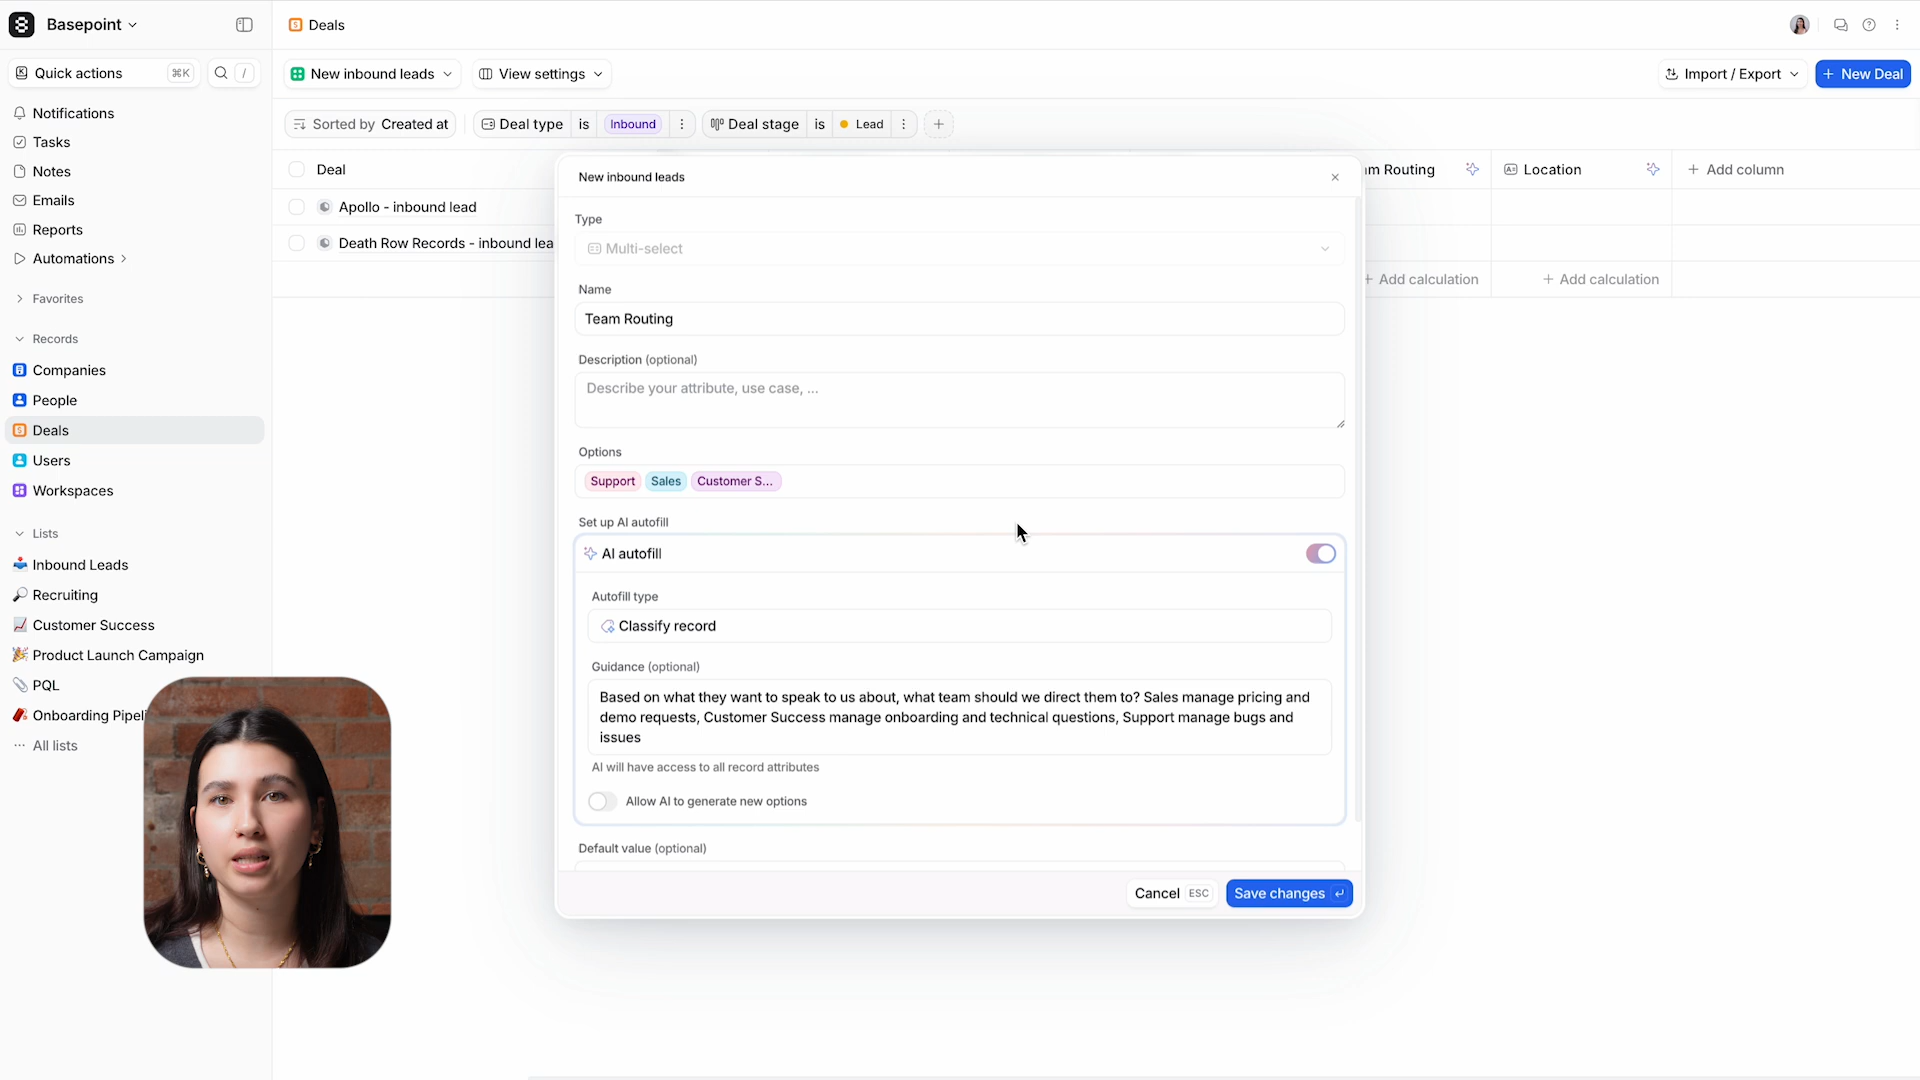 Basepoint
Deals
Quick actions ⌘K /
New inbound leads
View settings
Import / Export
+ New Deal
Notifications
Tasks
Notes
Emails
Reports
Automations
Favorites
Records
Companies
People
Deals
Users
Workspaces
Lists
Inbound Leads
Recruiting
Customer Success
Product Launch Campaign
PQL
Onboarding Pipeli
All lists
Sorted by Created at
Deal type is Inbound
Deal stage is Lead
Deal
m Routing
Location
+ Add column
Apollo - inbound lead
Death Row Records - inbound lea
+ Add calculation
+ Add calculation
New inbound leads
Type
Multi-select
Name
Team Routing
Description (optional)
Describe your attribute, use case, ...
Options
Support Sales Customer S...
Set up AI autofill
AI autofill
Autofill type
Classify record
Guidance (optional)
Based on what they want to speak to us about, what team should we direct them to? Sales manage pricing and
demo requests, Customer Success manage onboarding and technical questions, Support manage bugs and
issues
AI will have access to all record attributes
Allow AI to generate new options
Default value (optional)
Cancel ESC
Save changes